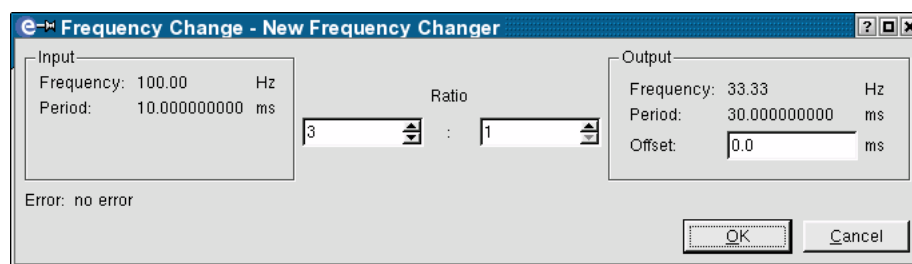 Frequency Change - New Frequency Changer
Input
Frequency: 100.00 Hz
Period: 10.000000000 ms
Ratio
3 : 1
Output
Frequency: 33.33 Hz
Period: 30.000000000 ms
Offset: 0.0 ms
Error: no error
OK Cancel